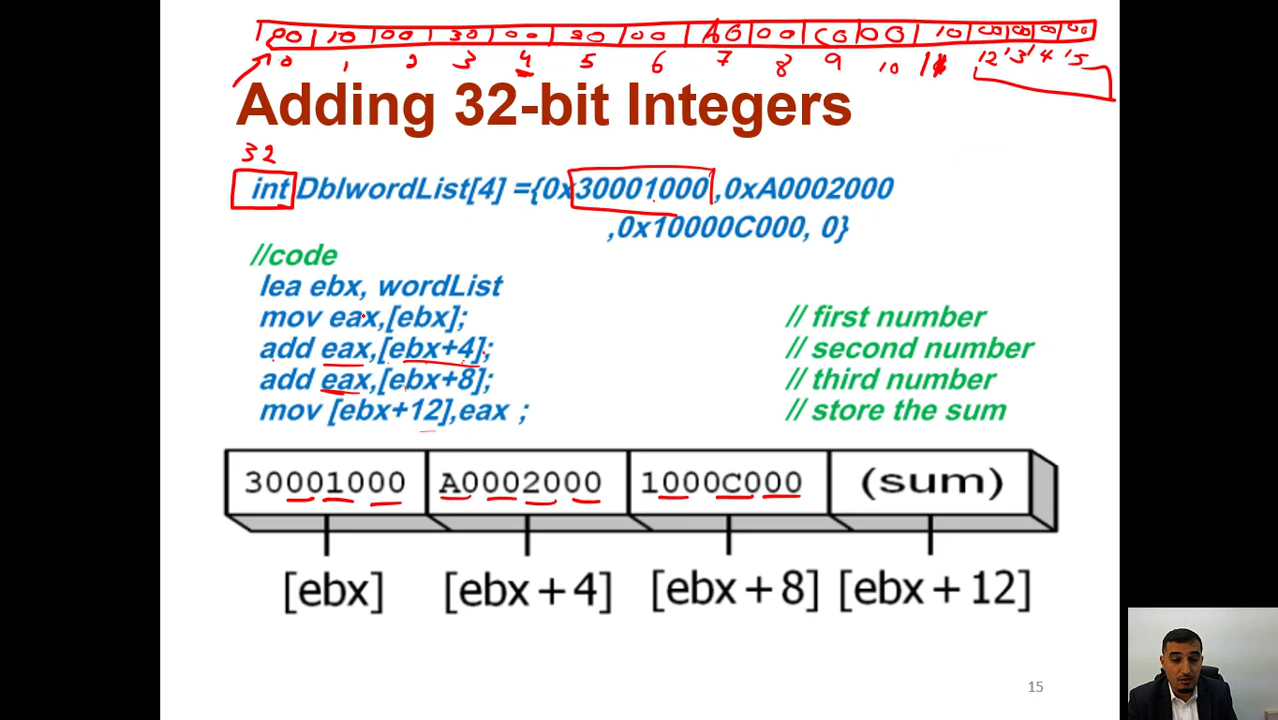 00 10 00 30 00 20 00 A0 00 C0 00 10 00 00 00 00
0 1 2 3 4 5 6 7 8 9 10 11 12 13 14 15
Adding 32-bit Integers
32
int DblwordList[4] ={0x30001000 ,0xA0002000
,0x10000C000, 0}
//code
lea ebx, wordList
mov eax,[ebx]; // first number
add eax,[ebx+4]; // second number
add eax,[ebx+8]; // third number
mov [ebx+12],eax ; // store the sum
30001000 A0002000 1000C000 (sum)
[ebx] [ebx+4] [ebx+8] [ebx+12]
15